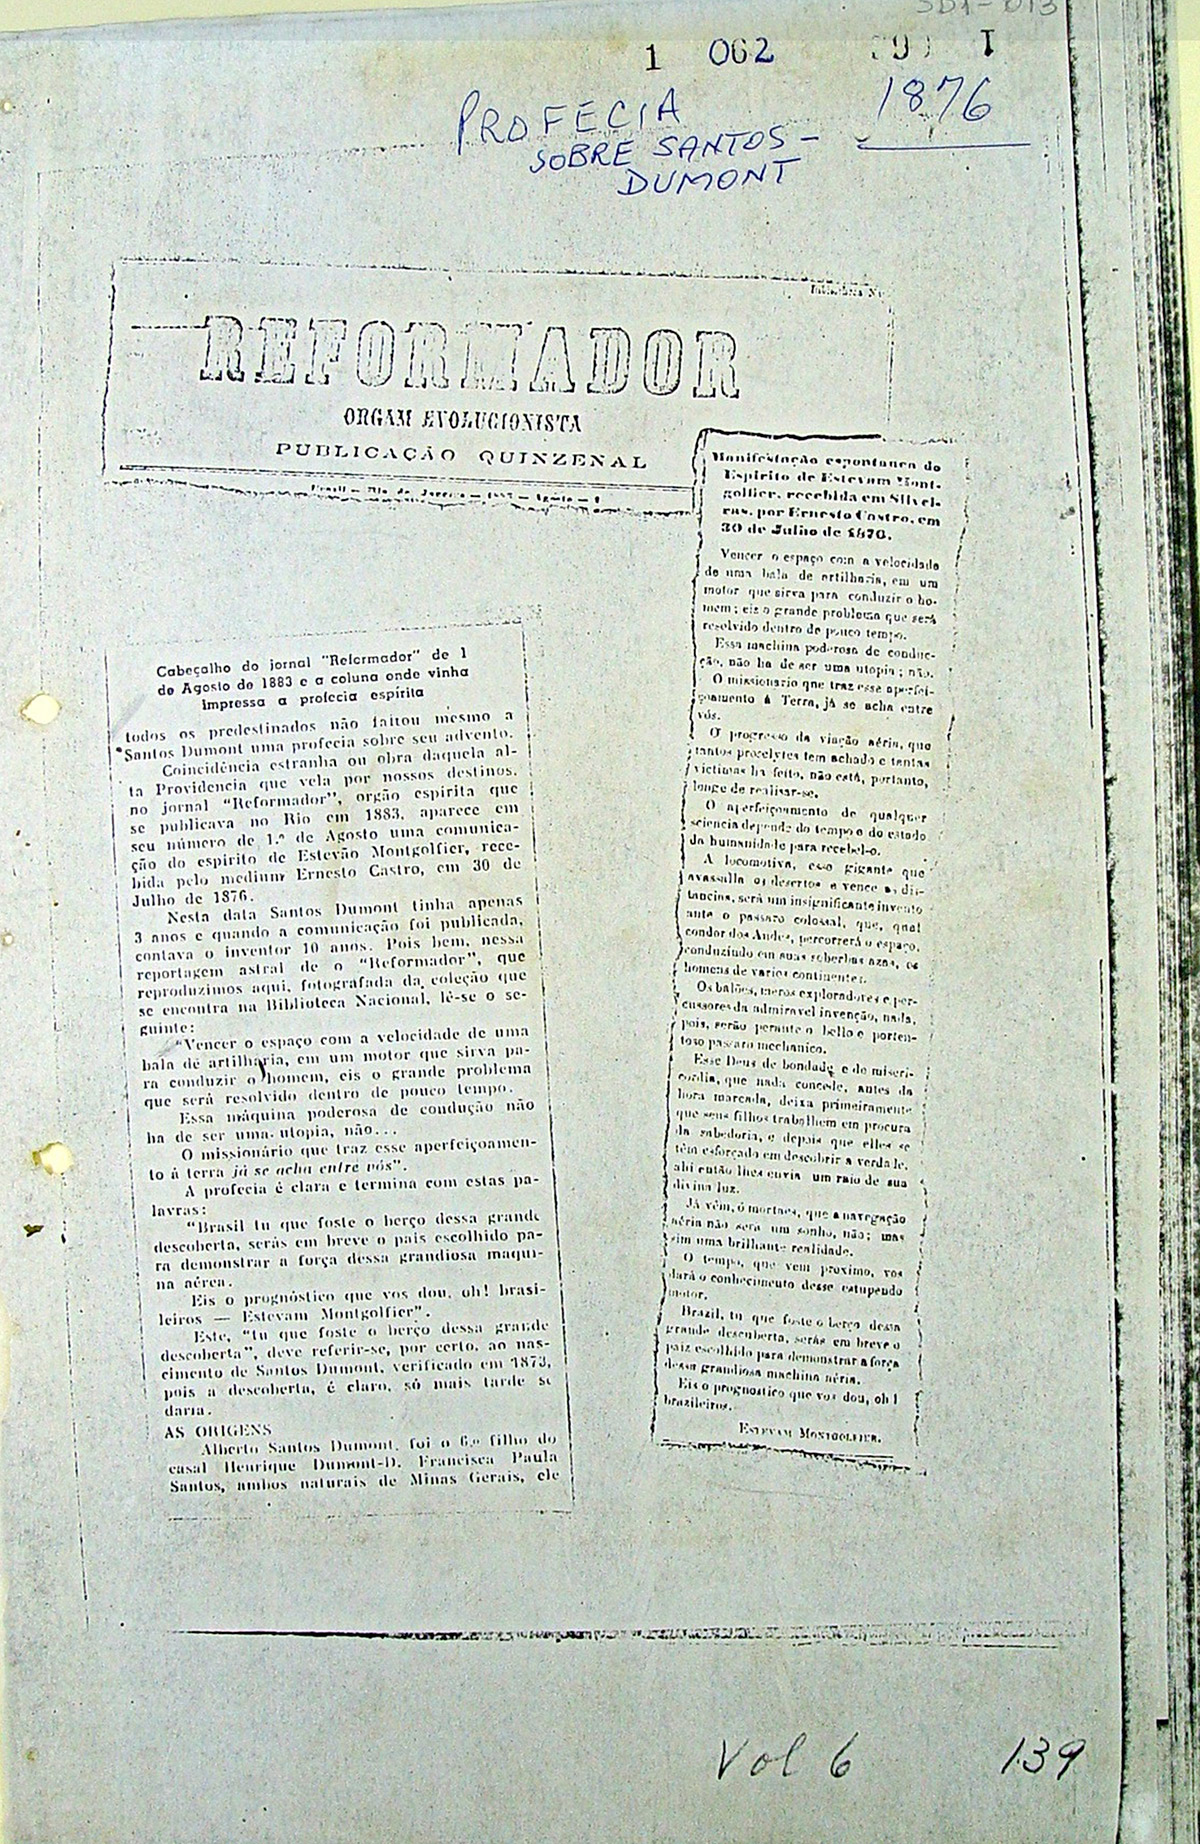 SD1-013
1 062
1876
PROFECIA
SOBRE SANTOS-
DUMONT
REFORMADOR
ORGAM EVOLUCIONISTA
PUBLICAÇÃO QUINZENAL
Brazil — Rio de Janeiro — 1883 — Agosto — 1
Cabeçalho do jornal "Reformador" de 1
de Agosto de 1883 e a coluna onde vinha
impressa a profecia espírita
todos os predestinados não faltou mesmo a
Santos Dumont uma profecia sobre seu advento.
Coincidência estranha ou obra daquela al-
ta Providencia que vela por nossos destinos,
no jornal "Reformador", orgão espirita que
se publicava no Rio em 1883, aparece em
seu número de 1.º de Agosto uma comunica-
ção do espirito de Estevão Montgolfier, rece-
bida pelo medium Ernesto Castro, em 30 de
Julho de 1876.
Nesta data Santos Dumont tinha apenas
3 anos e quando a comunicação foi publicada,
contava o inventor 10 anos. Pois bem, nessa
reportagem astral de o "Reformador", que
reproduzimos aqui, fotografada da coleção que
se encontra na Biblioteca Nacional, lê-se o se-
guinte:
"Vencer o espaço com a velocidade de uma
bala de artilharia, em um motor que sirva pa-
ra conduzir o homem, eis o grande problema
que será resolvido dentro de pouco tempo.
Essa máquina poderosa de condução não
ha de ser uma utopia, não...
O missionário que traz esse aperfeiçoamen-
to à terra já se acha entre vós".
A profecia é clara e termina com estas pa-
lavras:
"Brasil tu que foste o berço dessa grande
descoberta, serás em breve o pais escolhido pa-
ra demonstrar a força dessa grandiosa maqui-
na aérea.
Eis o prognóstico que vos dou, oh! brasi-
leiros — Estevam Montgolfier".
Este, "tu que foste o berço dessa grande
descoberta", deve referir-se, por certo, ao nas-
cimento de Santos Dumont, verificado em 1873,
pois a descoberta, é claro, só mais tarde se
daria.
AS ORIGENS
Alberto Santos Dumont, foi o 6.º filho do
casal Henrique Dumont-D. Francisca Paula
Santos, ambos naturais de Minas Gerais, ele
Manifestação espontanea do
Espirito de Estevam Mont-
golfier, recebida em Silvei-
ras, por Ernesto Castro, em
30 de Julho de 1876.
Vencer o espaço com a velocidade
de uma bala de artilharia, em um
motor que sirva para conduzir o ho-
mem; eis o grande problema que será
resolvido dentro de pouco tempo.
Essa machina poderosa de conduc-
ção, não ha de ser uma utopia; não.
O missionario que traz esse aperfei-
çoamento á Terra, já se acha entre
vós.
O progresso da viação aéria, que
tantos proselytos tem achado e tantas
victimas ha feito, não está, portanto,
longe de realisar-se.
O aperfeiçoamento de qualquer
sciencia depende do tempo e do estado
da humanidade para recebel-o.
A locomotiva, esse gigante que
avassalla os desertos e vence as dis-
tancias, será um insignificante invento
ante o passaro colossal, que, qual
condor dos Andes, percorrerá o espaço,
conduzindo em suas soberbas azas, os
homens de varios continentes.
Os balões, meros exploradores e per-
cussores da admiravel invenção, nada,
pois, serão perante o bello e porten-
toso passaro mechanico.
Esse Deus de bondade e de miseri-
cordia, que nada concede, antes da
hora marcada, deixa primeiramente
que seus filhos trabalhem em procura
da sabedoria, e depois que elles se
têm esforçado em descobrir a verdade,
ahi então lhes envia um raio de sua
divina luz.
Já vêm, ó mortaes, que a navegação
aéria não será um sonho, não; mas
sim uma brilhante realidade.
O tempo, que vem proximo, vos
dará o conhecimento desse estupendo
motor.
Brazil, tu que foste o berço dessa
grande descoberta, serás em breve o
paiz escolhido para demonstrar a força
dessa grandiosa machina aéria.
Eis o prognostico que vos dou, oh!
brazileiros.
ESTEVAM MONTGOLFIER.
Vol 6
139